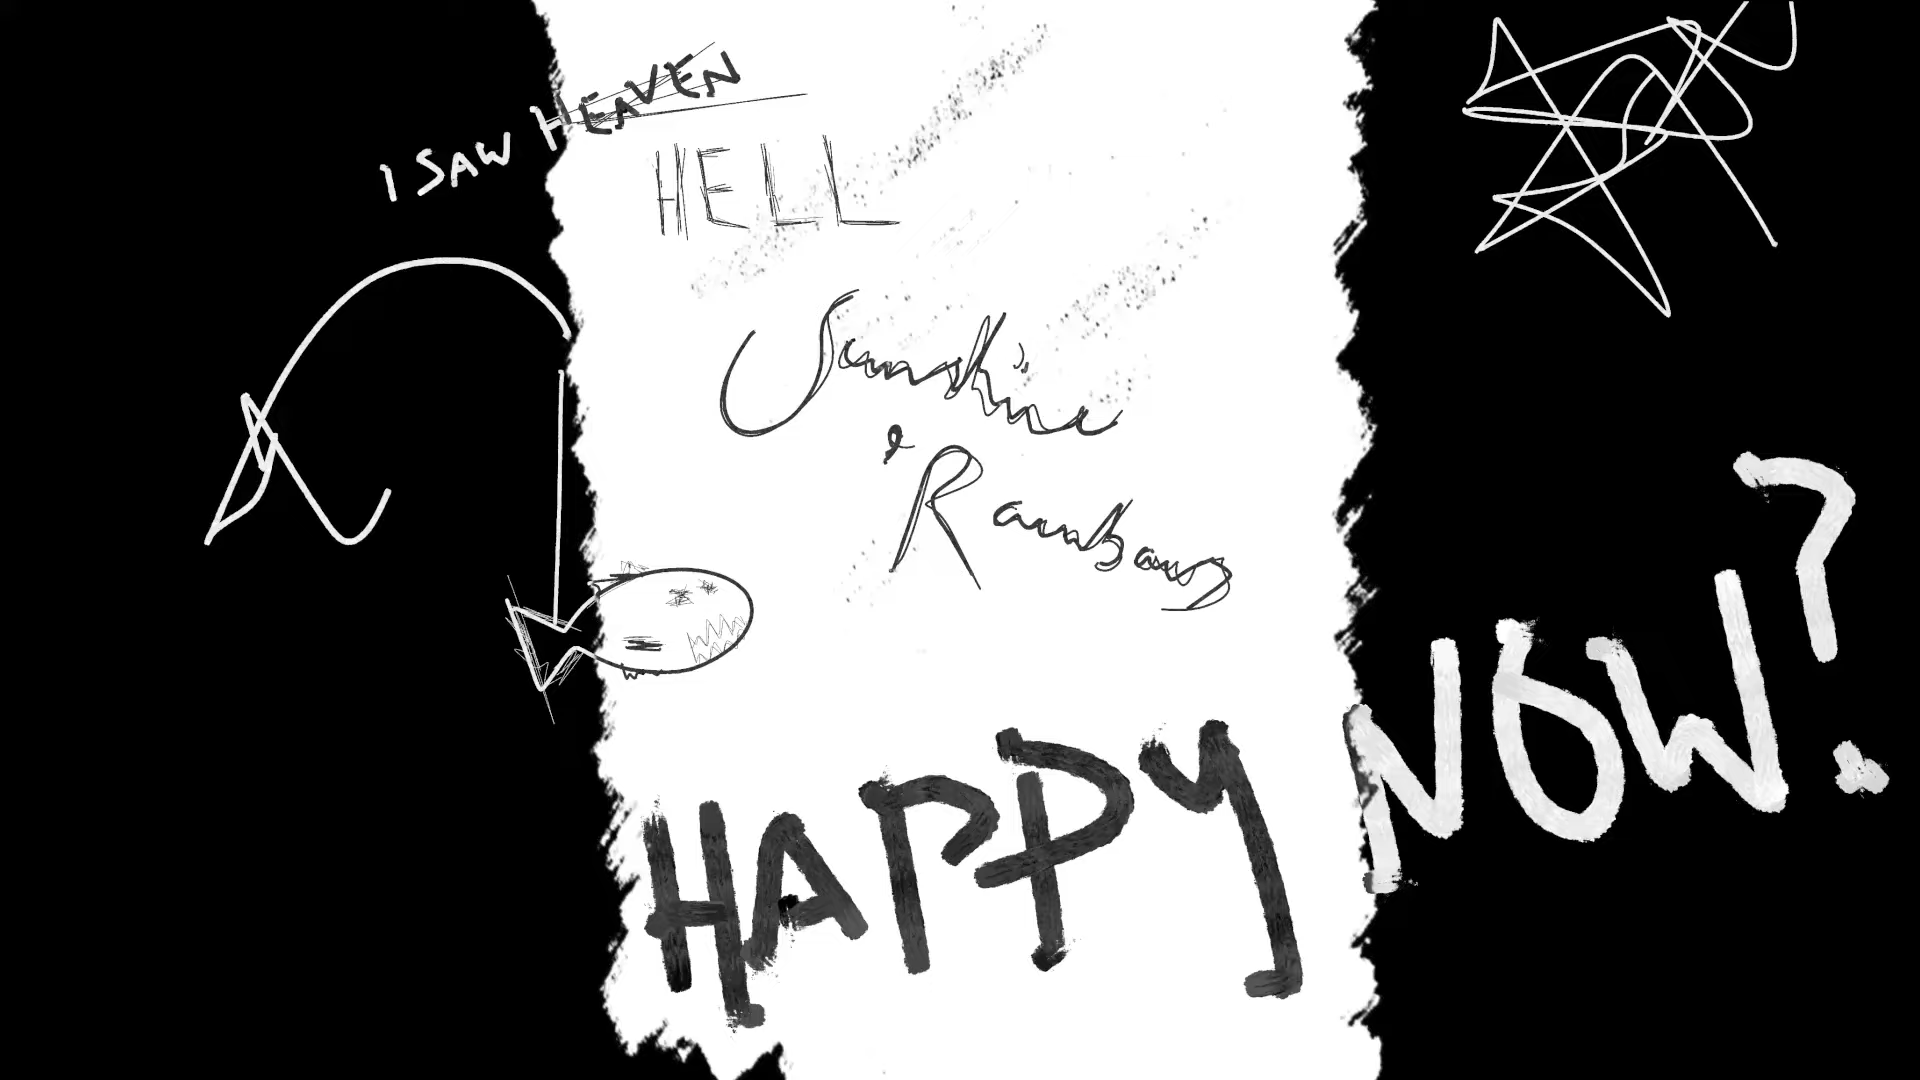 I SAW HEAVEN
HELL
Sunshine
&
Rainbows
HAPPY NOW?